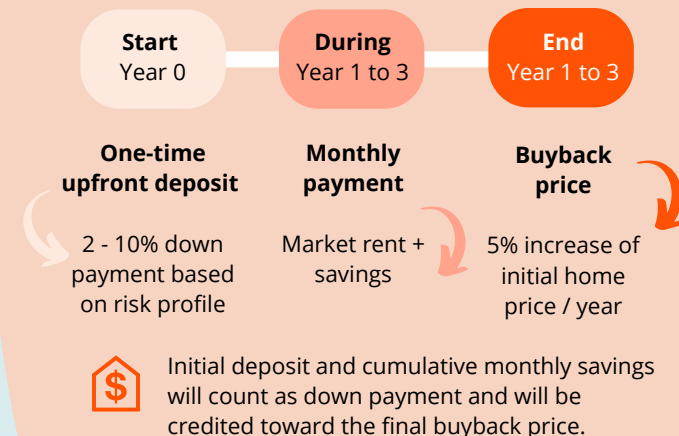 Start
Year 0
During
Year 1 to 3
End
Year 1 to 3
One-time
upfront deposit
Monthly
payment
Buyback
price
2 - 10% down
payment based
on risk profile
Market rent +
savings
5% increase of
initial home
price / year
$
Initial deposit and cumulative monthly savings
will count as down payment and will be
credited toward the final buyback price.